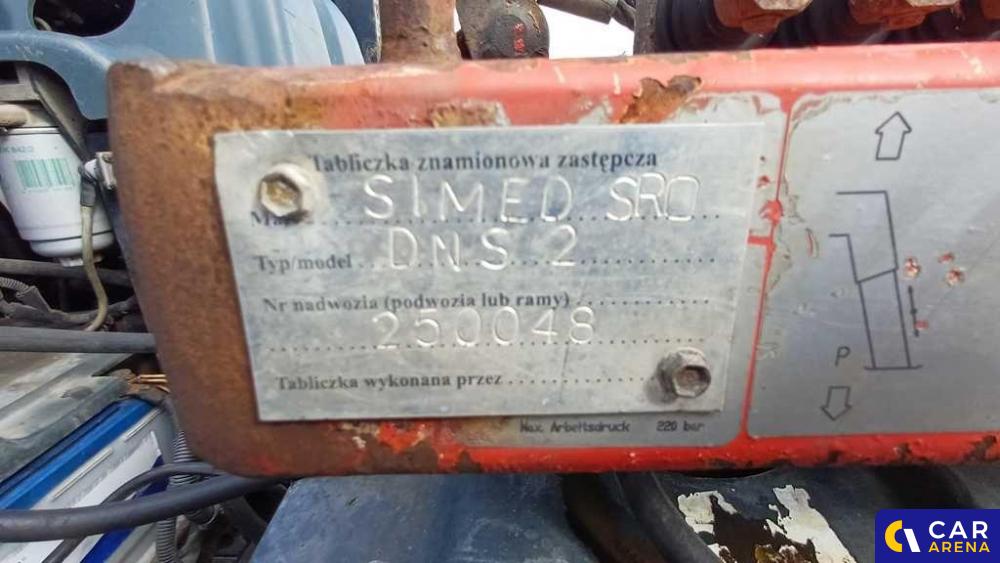 Tabliczka znamionowa zastępcza
SIMED SRO
Typ/model DNS 2
Nr nadwozia (podwozia lub ramy)
250048
Tabliczka wykonana przez
Max. Arbeitsdruck 220 bar
P
CAR
ARENA